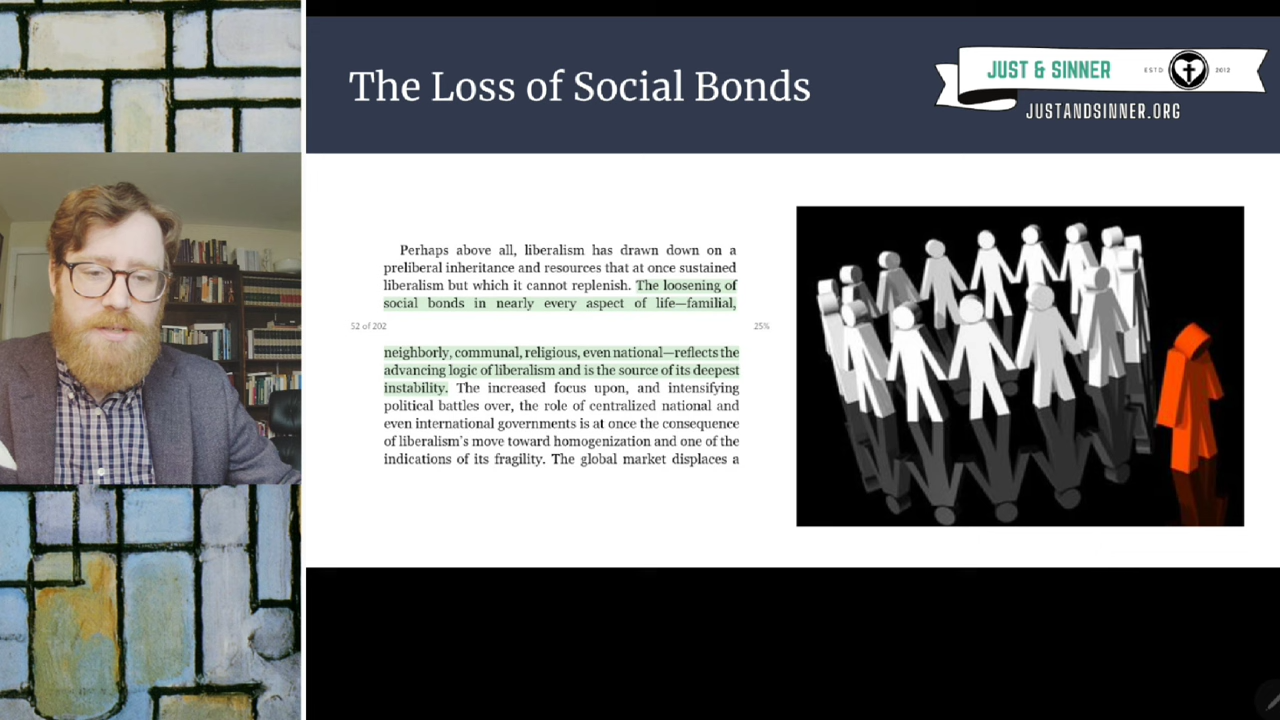 The Loss of Social Bonds
JUST & SINNER
ESTD
2012
JUSTANDSINNER.ORG
Perhaps above all, liberalism has drawn down on a
preliberal inheritance and resources that at once sustained
liberalism but which it cannot replenish. The loosening of
social bonds in nearly every aspect of life—familial,
52 of 202
25%
neighborly, communal, religious, even national—reflects the
advancing logic of liberalism and is the source of its deepest
instability. The increased focus upon, and intensifying
political battles over, the role of centralized national and
even international governments is at once the consequence
of liberalism's move toward homogenization and one of the
indications of its fragility. The global market displaces a